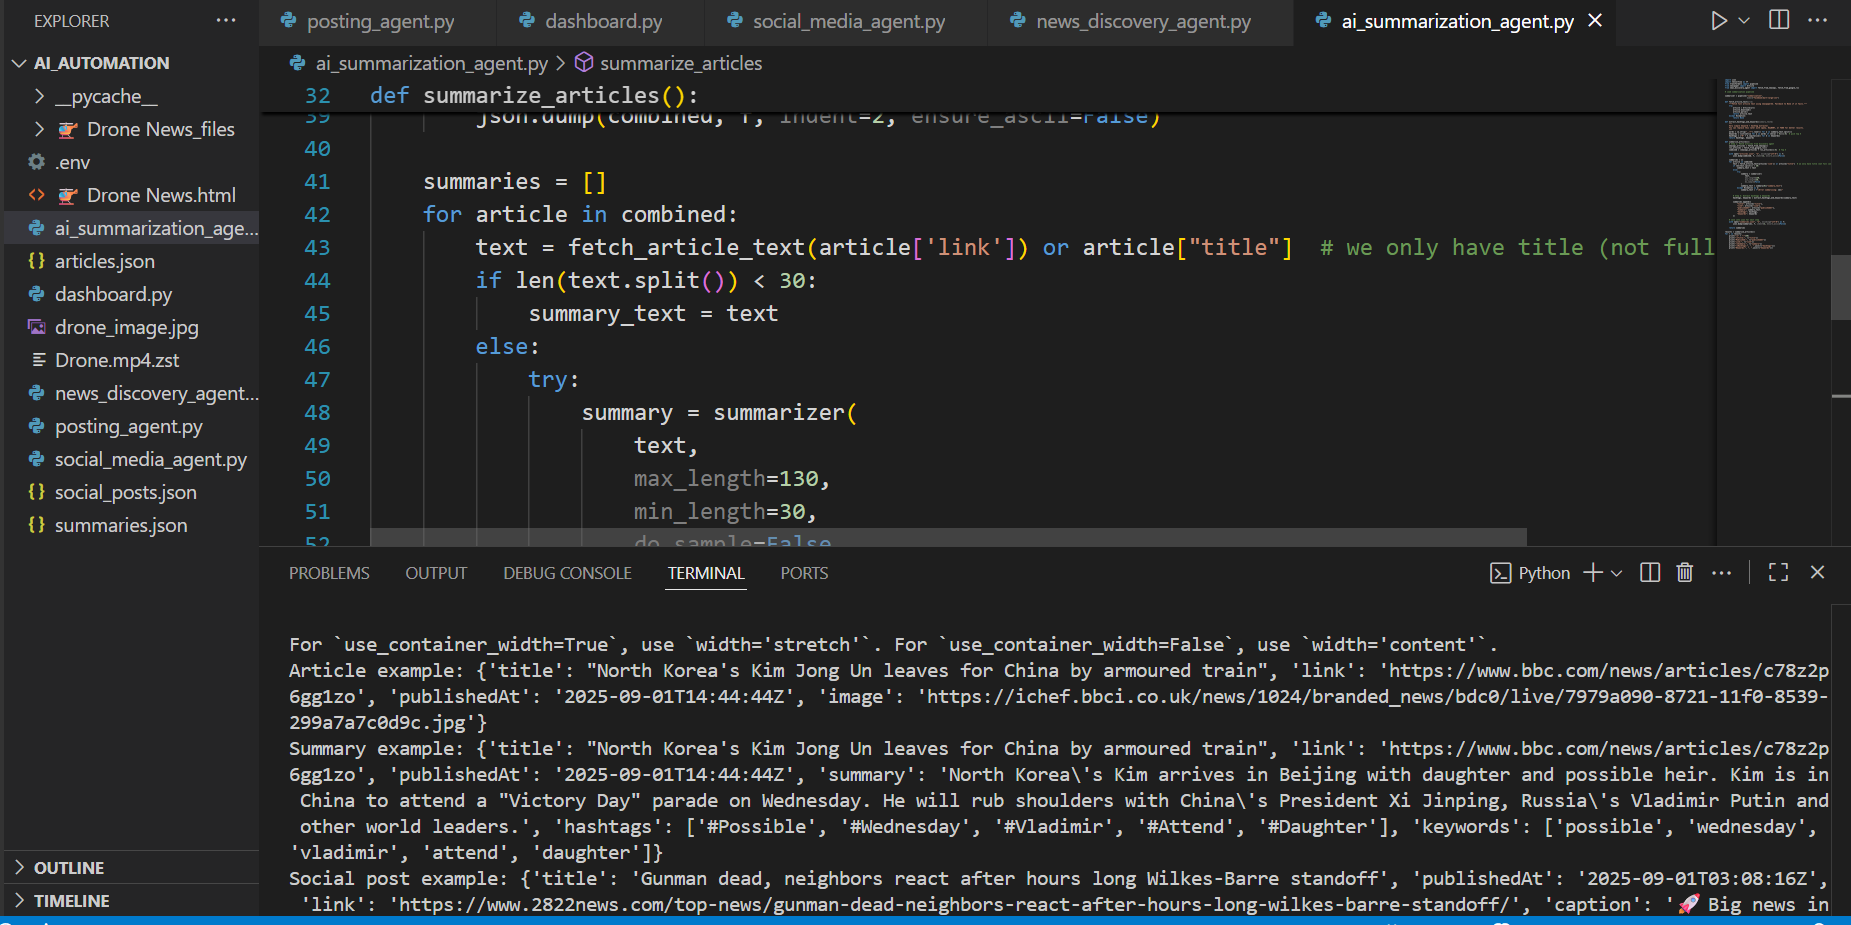 EXPLORER
posting_agent.py
dashboard.py
social_media_agent.py
news_discovery_agent.py
ai_summarization_agent.py
AI_AUTOMATION
ai_summarization_agent.py > summarize_articles
__pycache__
Drone News_files
.env
Drone News.html
ai_summarization_age...
articles.json
dashboard.py
drone_image.jpg
Drone.mp4.zst
news_discovery_agent...
posting_agent.py
social_media_agent.py
social_posts.json
summaries.json
OUTLINE
TIMELINE
32 def summarize_articles():
39 json.dump(combined, f, indent=2, ensure_ascii=False)
40
41 summaries = []
42 for article in combined:
43 text = fetch_article_text(article['link']) or article["title"] # we only have title (not full
44 if len(text.split()) < 30:
45 summary_text = text
46 else:
47 try:
48 summary = summarizer(
49 text,
50 max_length=130,
51 min_length=30,
52 do_sample=False
PROBLEMS OUTPUT DEBUG CONSOLE TERMINAL PORTS
Python
For `use_container_width=True`, use `width='stretch'`. For `use_container_width=False`, use `width='content'`.
Article example: {'title': "North Korea's Kim Jong Un leaves for China by armoured train", 'link': 'https://www.bbc.com/news/articles/c78z2p
6gg1zo', 'publishedAt': '2025-09-01T14:44:44Z', 'image': 'https://ichef.bbci.co.uk/news/1024/branded_news/bdc0/live/7979a090-8721-11f0-8539-
299a7a7c0d9c.jpg'}
Summary example: {'title': "North Korea's Kim Jong Un leaves for China by armoured train", 'link': 'https://www.bbc.com/news/articles/c78z2p
6gg1zo', 'publishedAt': '2025-09-01T14:44:44Z', 'summary': 'North Korea\'s Kim arrives in Beijing with daughter and possible heir. Kim is in
China to attend a "Victory Day" parade on Wednesday. He will rub shoulders with China\'s President Xi Jinping, Russia\'s Vladimir Putin and
other world leaders.', 'hashtags': ['#Possible', '#Wednesday', '#Vladimir', '#Attend', '#Daughter'], 'keywords': ['possible', 'wednesday',
'vladimir', 'attend', 'daughter']}
Social post example: {'title': 'Gunman dead, neighbors react after hours long Wilkes-Barre standoff', 'publishedAt': '2025-09-01T03:08:16Z',
'link': 'https://www.2822news.com/top-news/gunman-dead-neighbors-react-after-hours-long-wilkes-barre-standoff/', 'caption': '🚀 Big news in